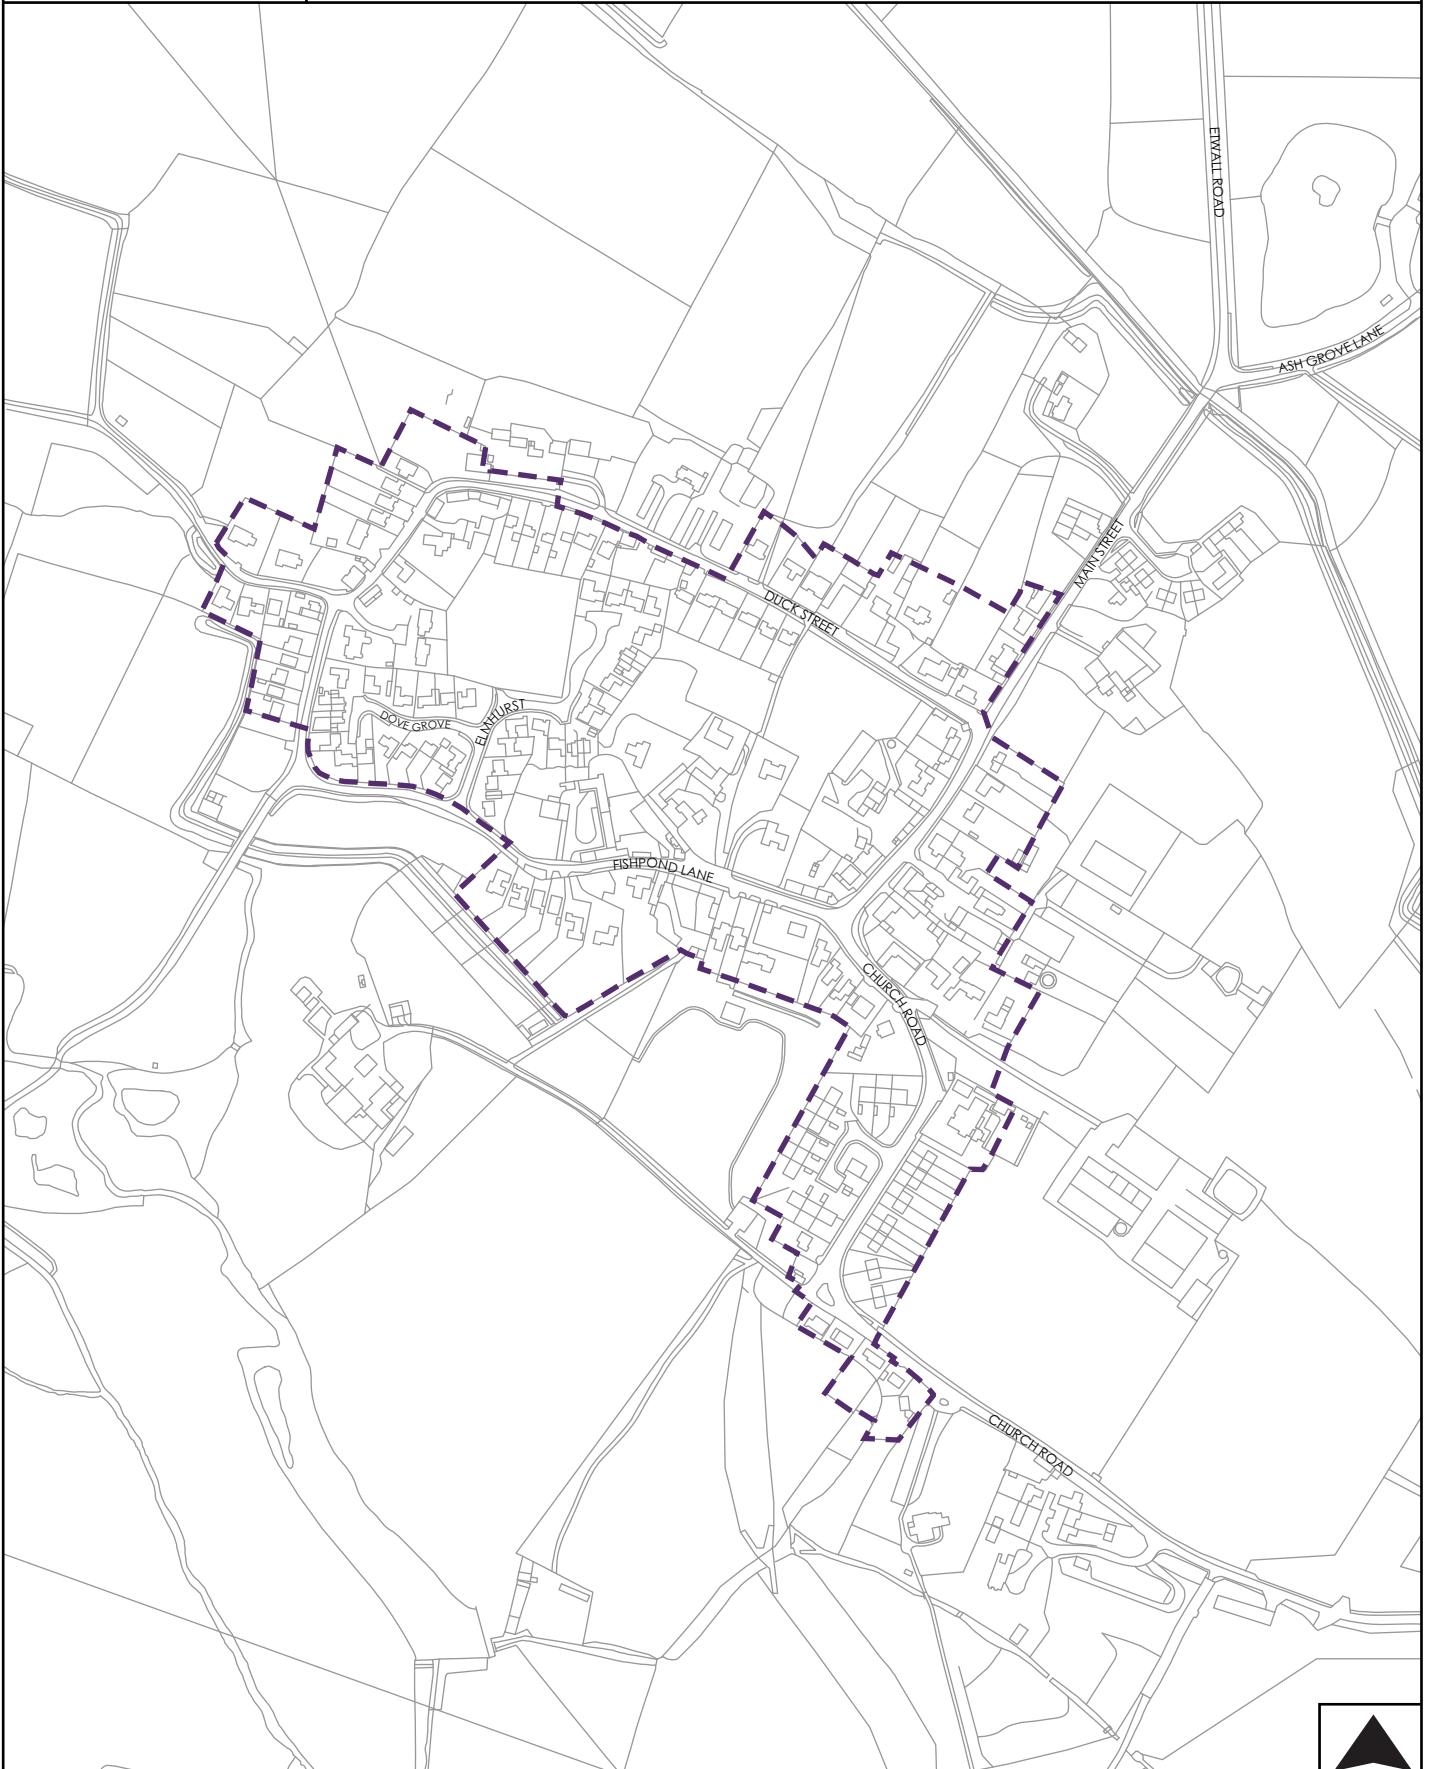 ETWALL ROAD
ASH GROVE LANE
MAIN STREET
DUCK STREET
ELMHURST
DOVE GROVE
FISHPOND LANE
CHURCH ROAD
CHURCH ROAD